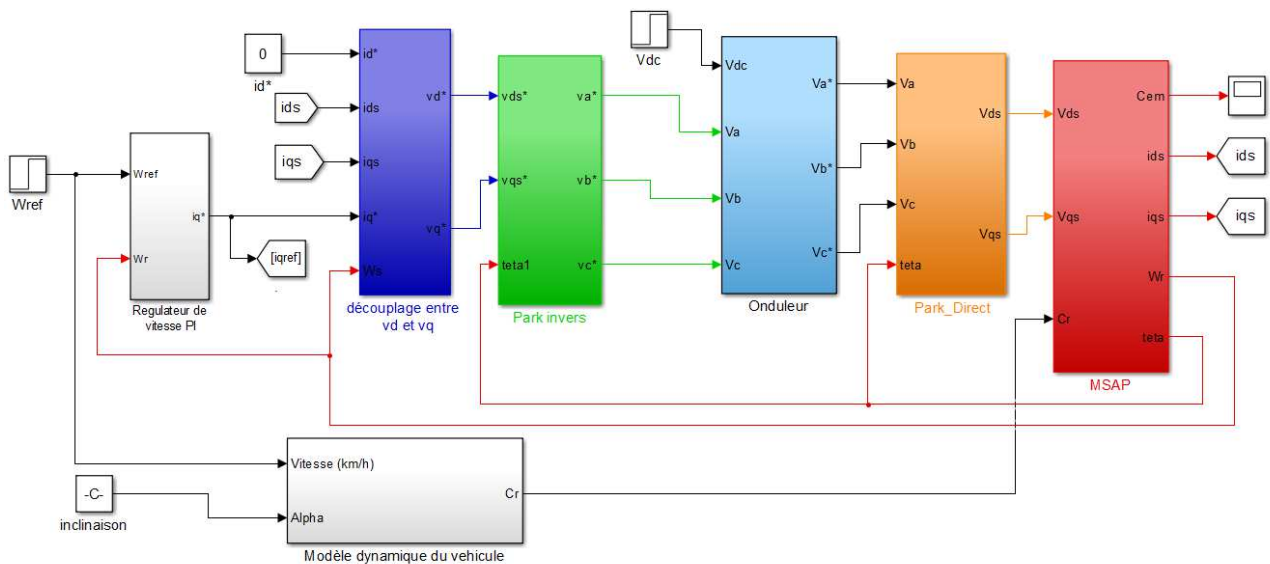 0
id*
ids
iqs
Wref
Wref
Wr
iq*
Regulateur de
vitesse PI
[iqref]
id*
ids
iqs
iq*
Ws
vd*
vq*
découplage entre
vd et vq
vds*
vqs*
teta1
va*
vb*
vc*
Park invers
Vdc
Vdc
Va
Vb
Vc
Va*
Vb*
Vc*
Onduleur
Va
Vb
Vc
teta
Vds
Vqs
Park_Direct
Vds
Vqs
Cr
Cem
ids
iqs
Wr
teta
MSAP
ids
iqs
-C-
inclinaison
Vitesse (km/h)
Alpha
Cr
Modèle dynamique du vehicule